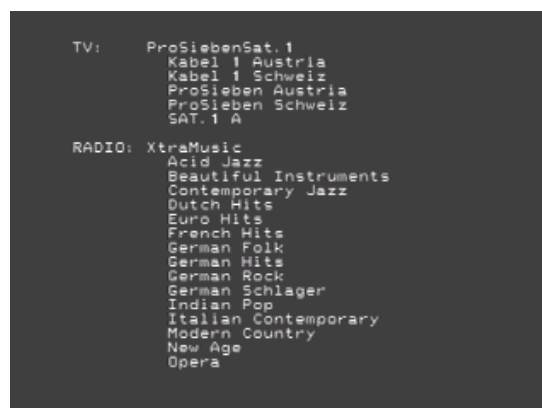 TV: ProSiebenSat.1
Kabel 1 Austria
Kabel 1 Schweiz
ProSieben Austria
ProSieben Schweiz
SAT.1 A
RADIO: XtraMusic
Acid Jazz
Beautiful Instruments
Contemporary Jazz
Dutch Hits
Euro Hits
French Hits
German Folk
German Hits
German Rock
German Schlager
Indian Pop
Italian Contemporary
Modern Country
New Age
Opera